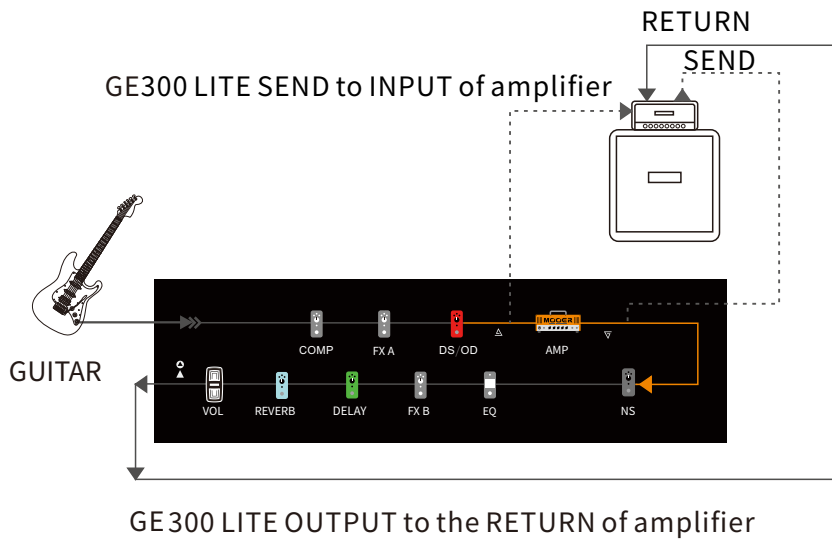 RETURN
SEND
GE300 LITE SEND to INPUT of amplifier
MOOER
COMP
FX A
DS/OD
AMP
GUITAR
VOL
REVERB
DELAY
FX B
EQ
NS
GE300 LITE OUTPUT to the RETURN of amplifier